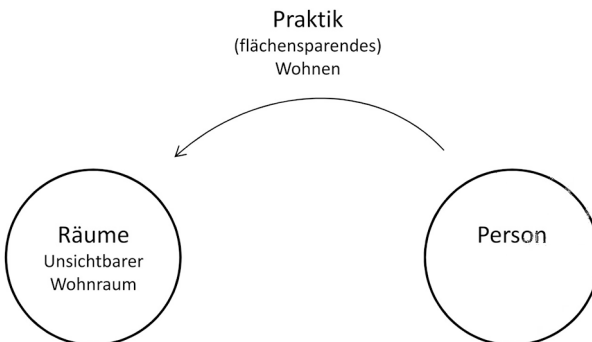 Praktik
(flächensparendes)
Wohnen
Räume
Unsichtbarer
Wohnraum
Person